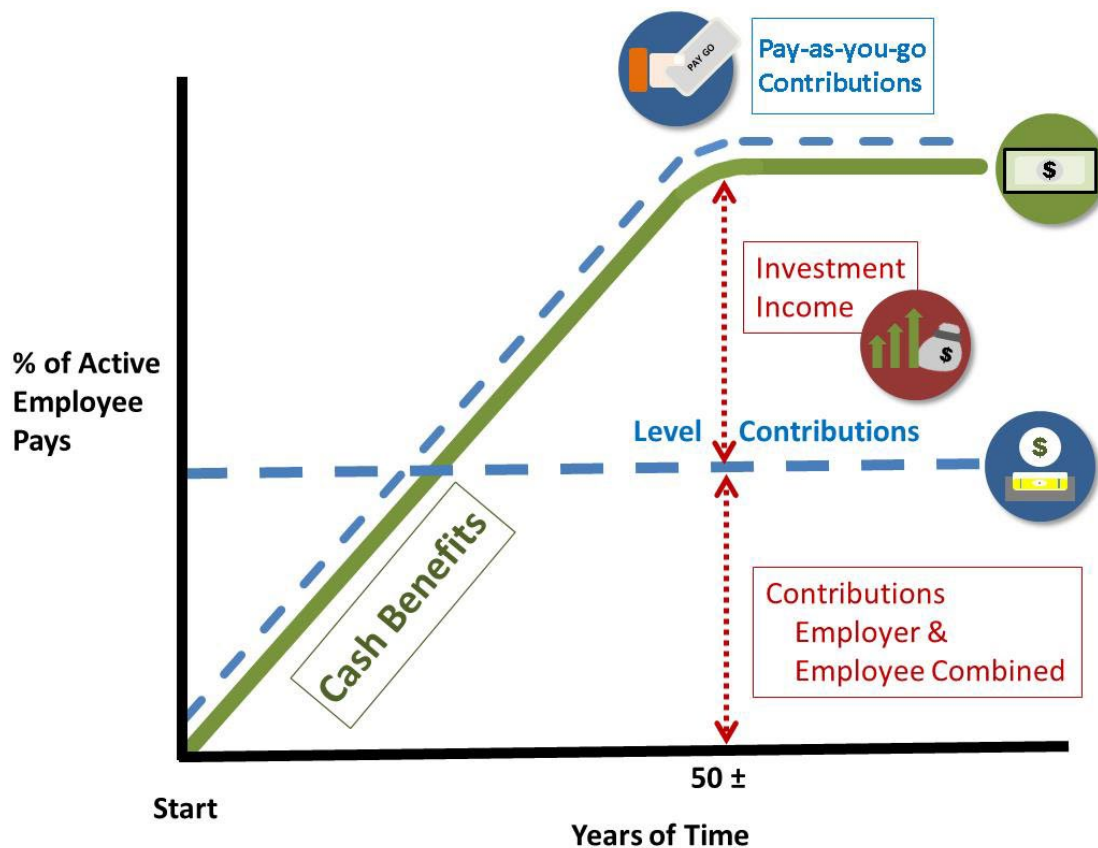 PAY GO
Pay-as-you-go
Contributions
$
Investment
Income
$
% of Active
Employee
Pays
Level Contributions
$
Cash Benefits
Contributions
Employer &
Employee Combined
50 ±
Start
Years of Time